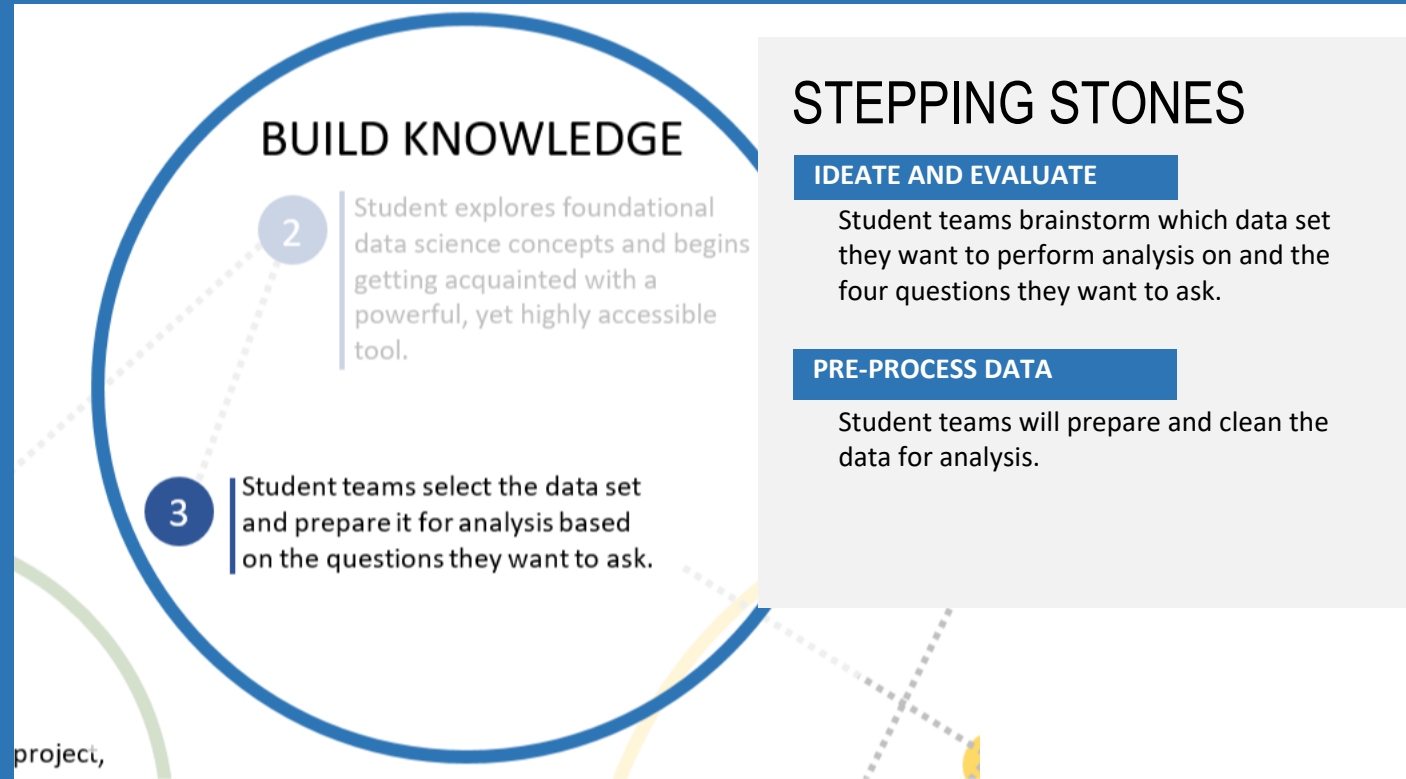 BUILD KNOWLEDGE
2
Student explores foundational
data science concepts and begins
getting acquainted with a
powerful, yet highly accessible
tool.
3
Student teams select the data set
and prepare it for analysis based
on the questions they want to ask.
project,
STEPPING STONES
IDEATE AND EVALUATE
Student teams brainstorm which data set
they want to perform analysis on and the
four questions they want to ask.
PRE-PROCESS DATA
Student teams will prepare and clean the
data for analysis.